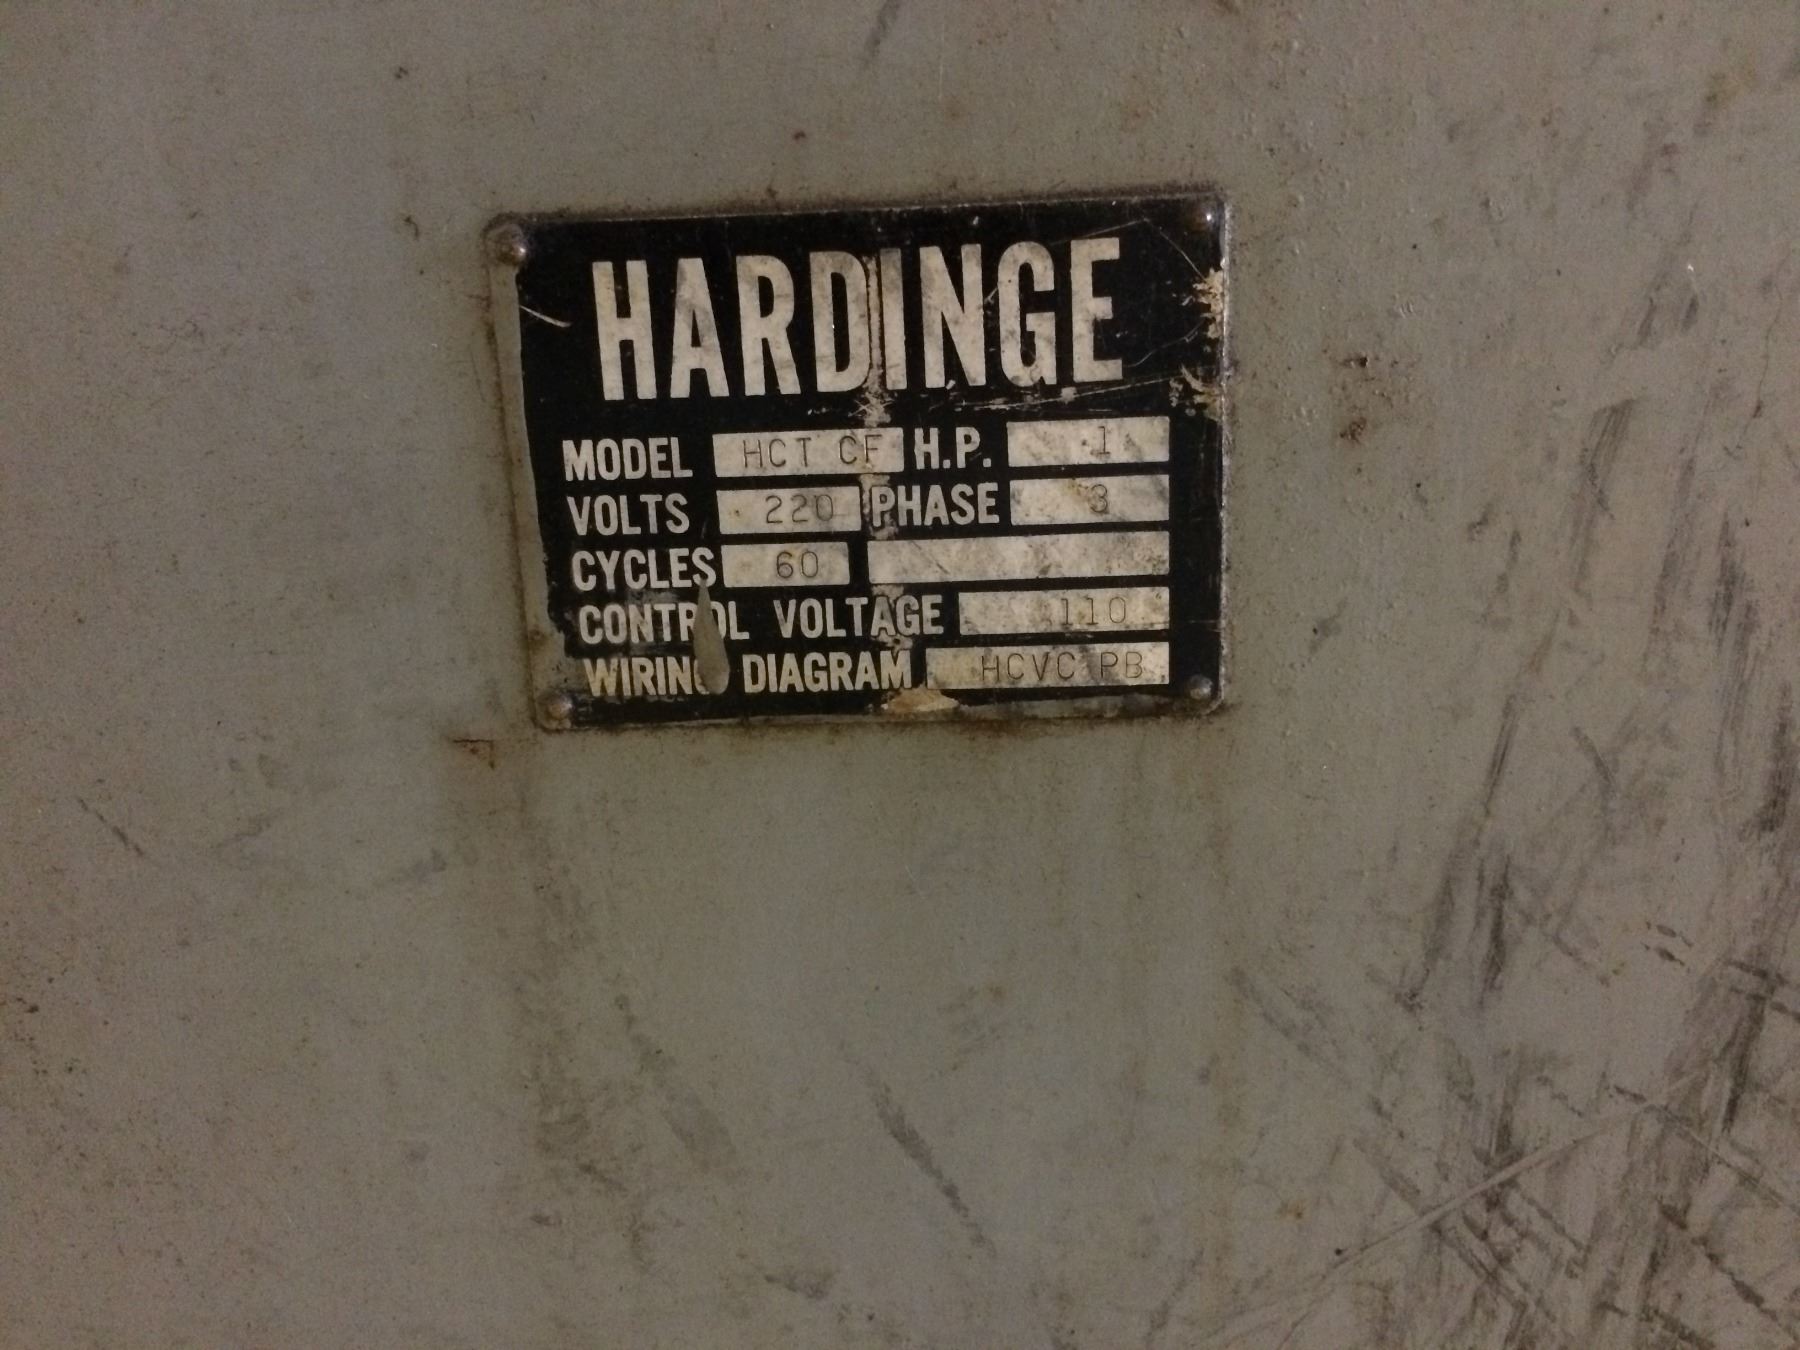 HARDINGE
MODEL HCT CF H.P. 1
VOLTS 220 PHASE 3
CYCLES 60
CONTROL VOLTAGE 110
WIRING DIAGRAM HCVC PB